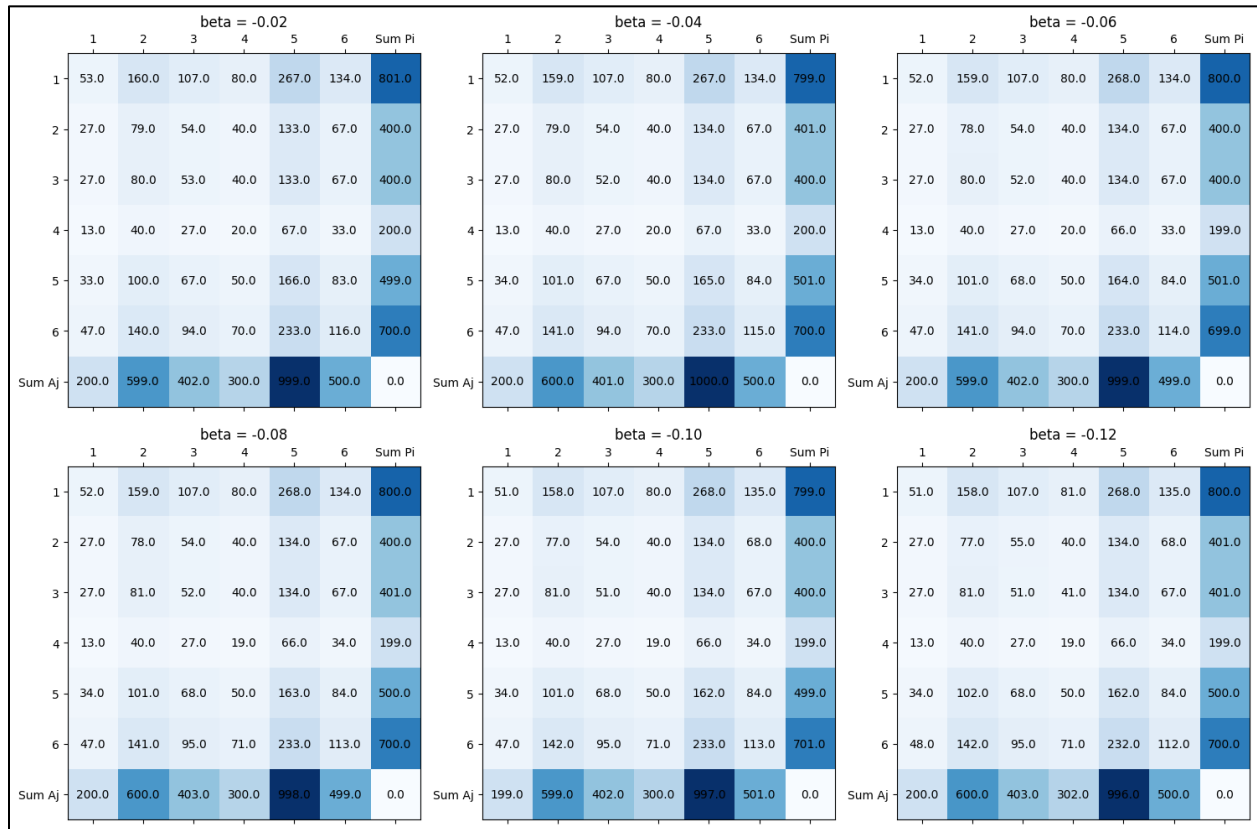 beta = -0.02
1 2 3 4 5 6 Sum Pi
1 53.0 160.0 107.0 80.0 267.0 134.0 801.0
2 27.0 79.0 54.0 40.0 133.0 67.0 400.0
3 27.0 80.0 53.0 40.0 133.0 67.0 400.0
4 13.0 40.0 27.0 20.0 67.0 33.0 200.0
5 33.0 100.0 67.0 50.0 166.0 83.0 499.0
6 47.0 140.0 94.0 70.0 233.0 116.0 700.0
Sum Aj 200.0 599.0 402.0 300.0 999.0 500.0 0.0
beta = -0.04
1 2 3 4 5 6 Sum Pi
1 52.0 159.0 107.0 80.0 267.0 134.0 799.0
2 27.0 79.0 54.0 40.0 134.0 67.0 401.0
3 27.0 80.0 52.0 40.0 134.0 67.0 400.0
4 13.0 40.0 27.0 20.0 67.0 33.0 200.0
5 34.0 101.0 67.0 50.0 165.0 84.0 501.0
6 47.0 141.0 94.0 70.0 233.0 115.0 700.0
Sum Aj 200.0 600.0 401.0 300.0 1000.0 500.0 0.0
beta = -0.06
1 2 3 4 5 6 Sum Pi
1 52.0 159.0 107.0 80.0 268.0 134.0 800.0
2 27.0 78.0 54.0 40.0 134.0 67.0 400.0
3 27.0 80.0 52.0 40.0 134.0 67.0 400.0
4 13.0 40.0 27.0 20.0 66.0 33.0 199.0
5 34.0 101.0 68.0 50.0 164.0 84.0 501.0
6 47.0 141.0 94.0 70.0 233.0 114.0 699.0
Sum Aj 200.0 599.0 402.0 300.0 999.0 499.0 0.0
beta = -0.08
1 2 3 4 5 6 Sum Pi
1 52.0 159.0 107.0 80.0 268.0 134.0 800.0
2 27.0 78.0 54.0 40.0 134.0 67.0 400.0
3 27.0 81.0 52.0 40.0 134.0 67.0 401.0
4 13.0 40.0 27.0 19.0 66.0 34.0 199.0
5 34.0 101.0 68.0 50.0 163.0 84.0 500.0
6 47.0 141.0 95.0 71.0 233.0 113.0 700.0
Sum Aj 200.0 600.0 403.0 300.0 998.0 499.0 0.0
beta = -0.10
1 2 3 4 5 6 Sum Pi
1 51.0 158.0 107.0 80.0 268.0 135.0 799.0
2 27.0 77.0 54.0 40.0 134.0 68.0 400.0
3 27.0 81.0 51.0 40.0 134.0 67.0 400.0
4 13.0 40.0 27.0 19.0 66.0 34.0 199.0
5 34.0 101.0 68.0 50.0 162.0 84.0 499.0
6 47.0 142.0 95.0 71.0 233.0 113.0 701.0
Sum Aj 199.0 599.0 402.0 300.0 997.0 501.0 0.0
beta = -0.12
1 2 3 4 5 6 Sum Pi
1 51.0 158.0 107.0 81.0 268.0 135.0 800.0
2 27.0 77.0 55.0 40.0 134.0 68.0 401.0
3 27.0 81.0 51.0 41.0 134.0 67.0 401.0
4 13.0 40.0 27.0 19.0 66.0 34.0 199.0
5 34.0 102.0 68.0 50.0 162.0 84.0 500.0
6 48.0 142.0 95.0 71.0 232.0 112.0 700.0
Sum Aj 200.0 600.0 403.0 302.0 996.0 500.0 0.0